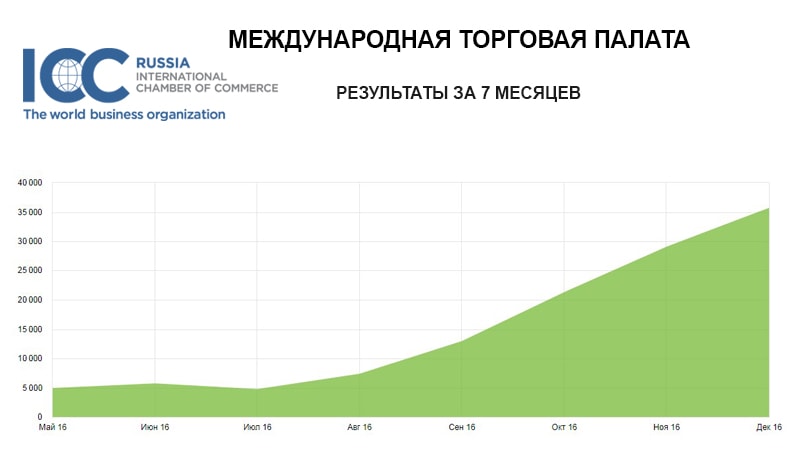 МЕЖДУНАРОДНАЯ ТОРГОВАЯ ПАЛАТА
ICC RUSSIA
INTERNATIONAL
CHAMBER OF COMMERCE
The world business organization
РЕЗУЛЬТАТЫ ЗА 7 МЕСЯЦЕВ
40 000
35 000
30 000
25 000
20 000
15 000
10 000
5 000
0
Май 16 Июн 16 Июл 16 Авг 16 Сен 16 Окт 16 Ноя 16 Дек 16